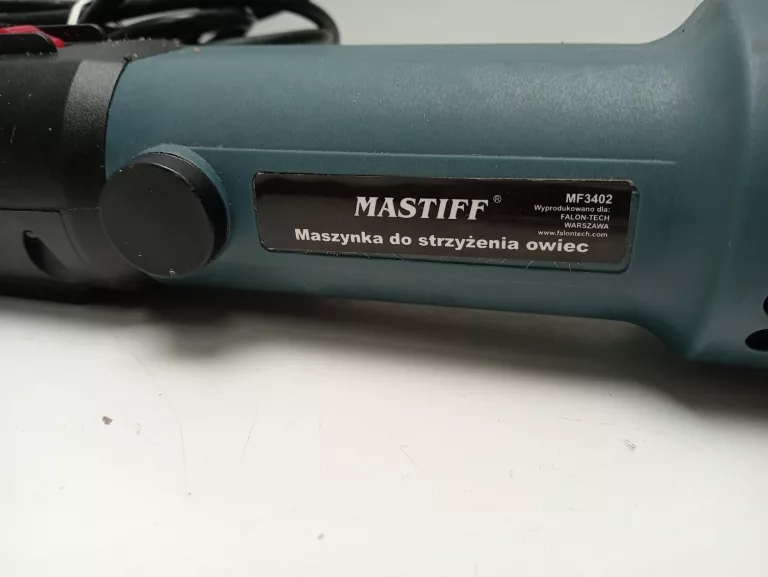 MASTIFF®
Maszynka do strzyżenia owiec
MF3402
Wyprodukowano dla:
FALON-TECH
WARSZAWA
www.falontech.com